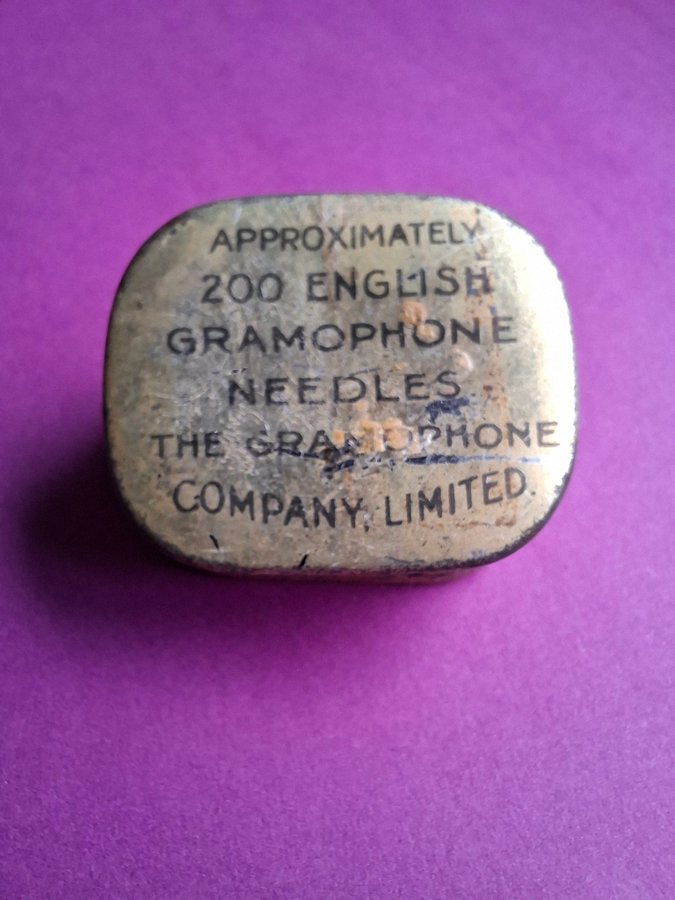 APPROXIMATELY
200 ENGLISH
GRAMOPHONE
NEEDLES
THE GRAMOPHONE
COMPANY, LIMITED.